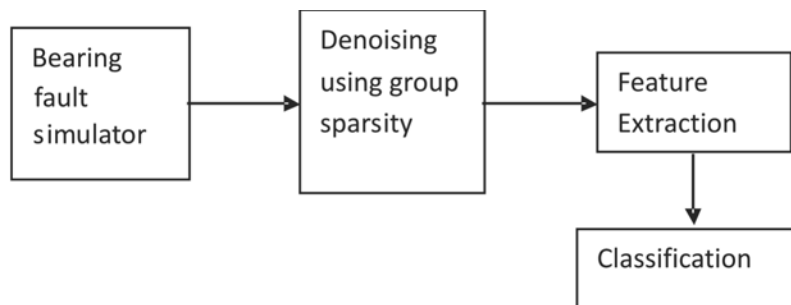 Bearing
fault
simulator
Denoising
using group
sparsity
Feature
Extraction
Classification